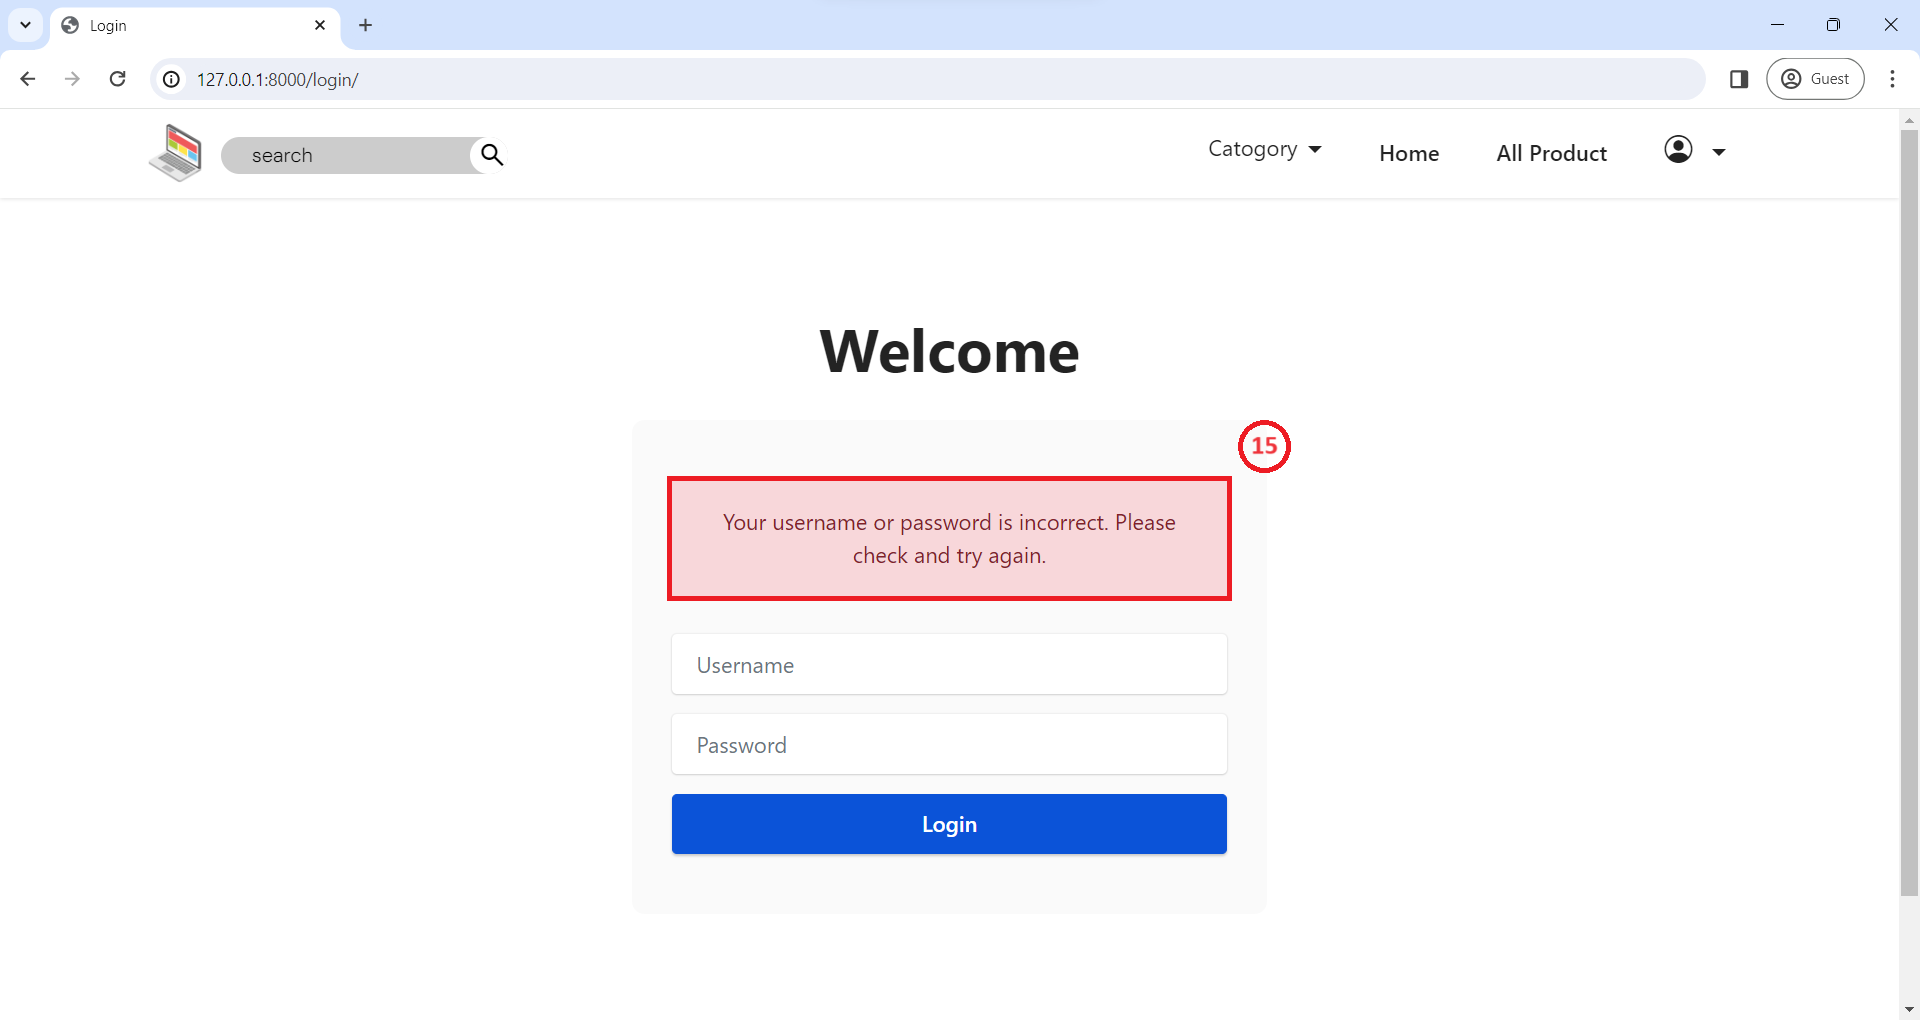 Login
127.0.0.1:8000/login/
Guest
search
Catogory
Home
All Product
Welcome
15
Your username or password is incorrect. Please
check and try again.
Username
Password
Login